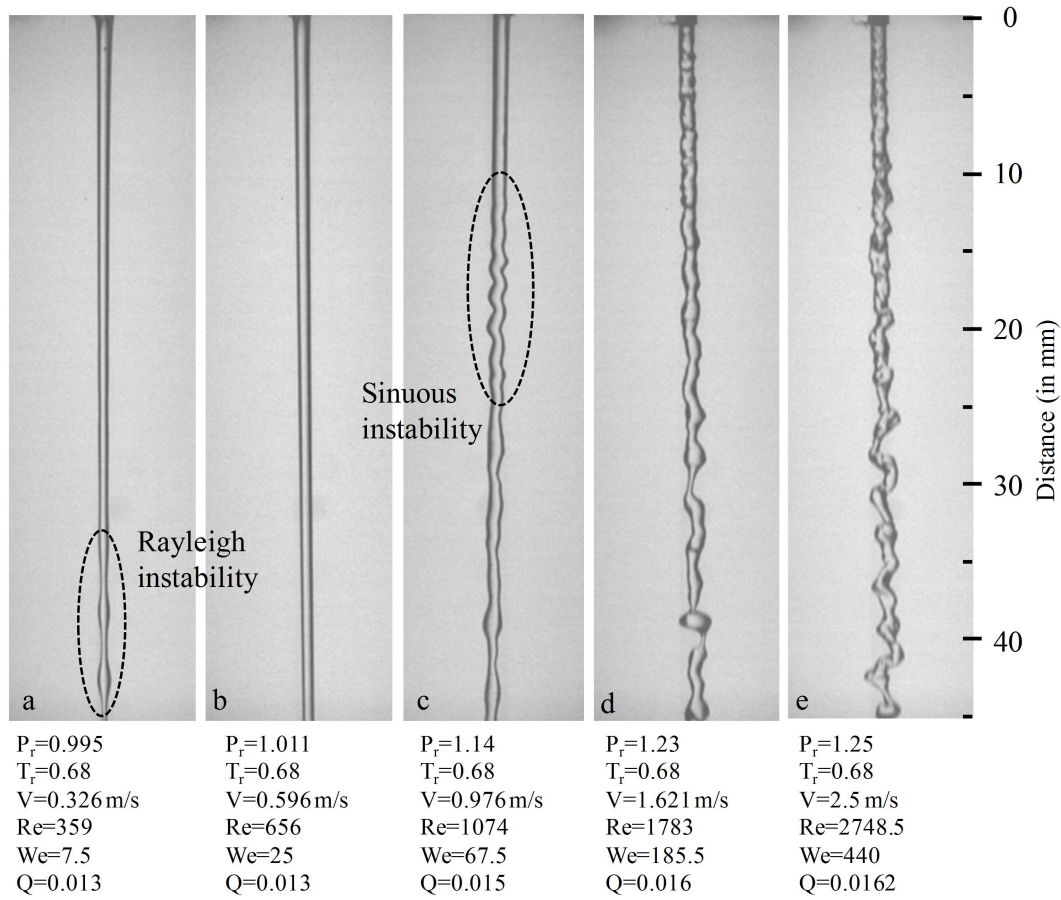 0
10
20
30
40
Distance (in mm)
Sinuous
instability
Rayleigh
instability
a
b
c
d
e
Pr=0.995
Tr=0.68
V=0.326 m/s
Re=359
We=7.5
Q=0.013
Pr=1.011
Tr=0.68
V=0.596 m/s
Re=656
We=25
Q=0.013
Pr=1.14
Tr=0.68
V=0.976 m/s
Re=1074
We=67.5
Q=0.015
Pr=1.23
Tr=0.68
V=1.621 m/s
Re=1783
We=185.5
Q=0.016
Pr=1.25
Tr=0.68
V=2.5 m/s
Re=2748.5
We=440
Q=0.0162